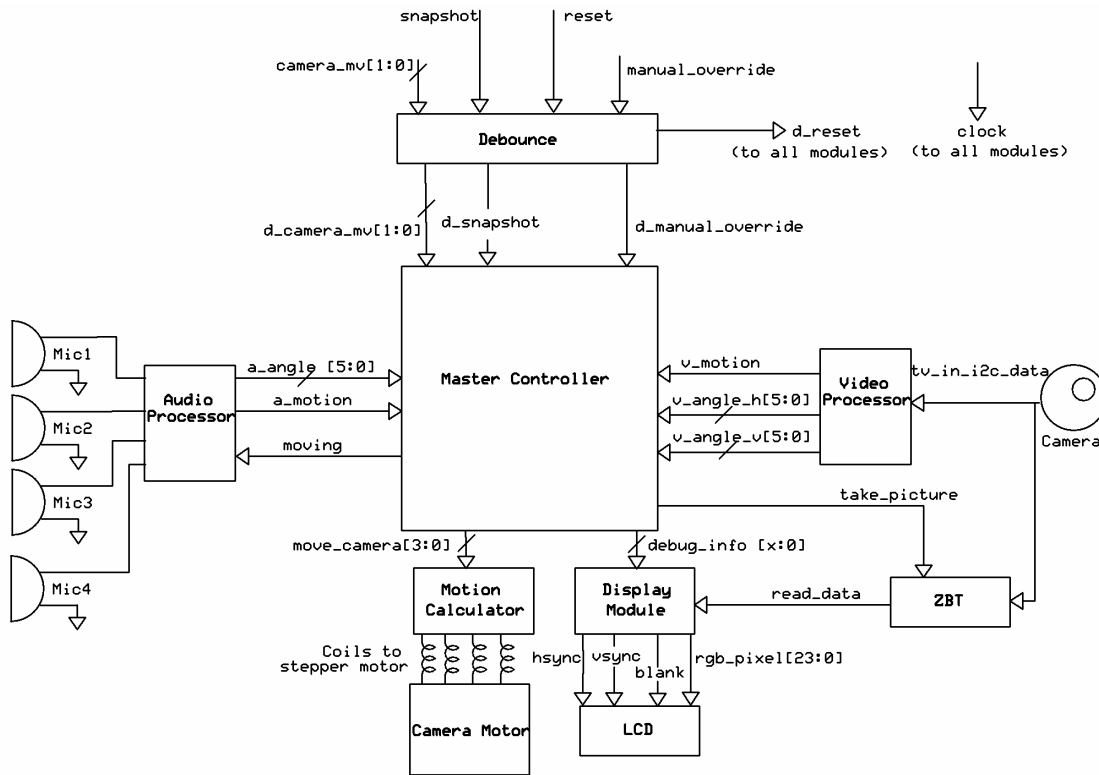 snapshot
reset
camera_mv[1:0]
manual_override
Debounce
d_reset
(to all modules)
clock
(to all modules)
d_snapshot
d_camera_mv[1:0]
d_manual_override
Mic1
Mic2
Mic3
Mic4
Audio
Processor
a_angle [5:0]
a_motion
moving
Master Controller
v_motion
v_angle_h[5:0]
v_angle_v[5:0]
Video
Processor
tv_in_i2c_data
Camera
take_picture
move_camera[3:0]
debug_info [x:0]
Motion
Calculator
Display
Module
read_data
ZBT
Coils to
stepper motor
hsync
vsync
blank
rgb_pixel[23:0]
Camera Motor
LCD